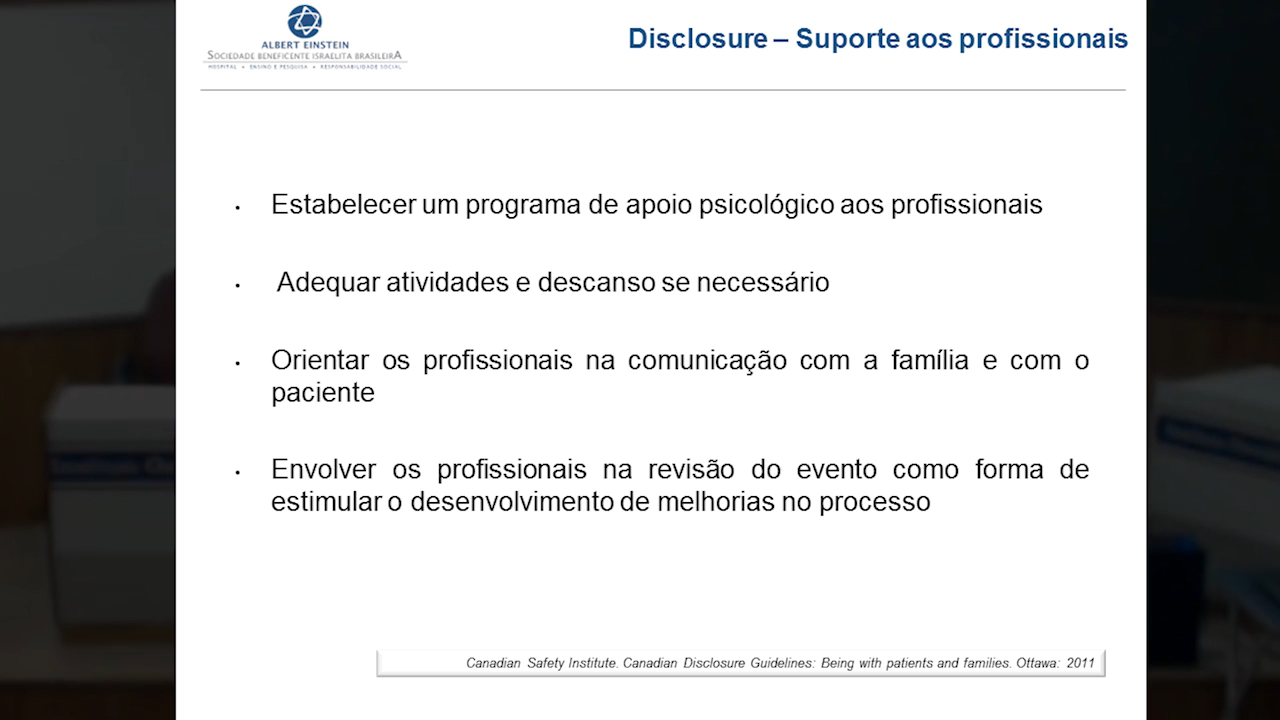 ALBERT EINSTEIN
SOCIEDADE BENEFICENTE ISRAELITA BRASILEIRA
HOSPITAL • ENSINO E PESQUISA • RESPONSABILIDADE SOCIAL
Disclosure – Suporte aos profissionais
• Estabelecer um programa de apoio psicológico aos profissionais
• Adequar atividades e descanso se necessário
• Orientar os profissionais na comunicação com a família e com o
paciente
• Envolver os profissionais na revisão do evento como forma de
estimular o desenvolvimento de melhorias no processo
Canadian Safety Institute. Canadian Disclosure Guidelines: Being with patients and families. Ottawa: 2011